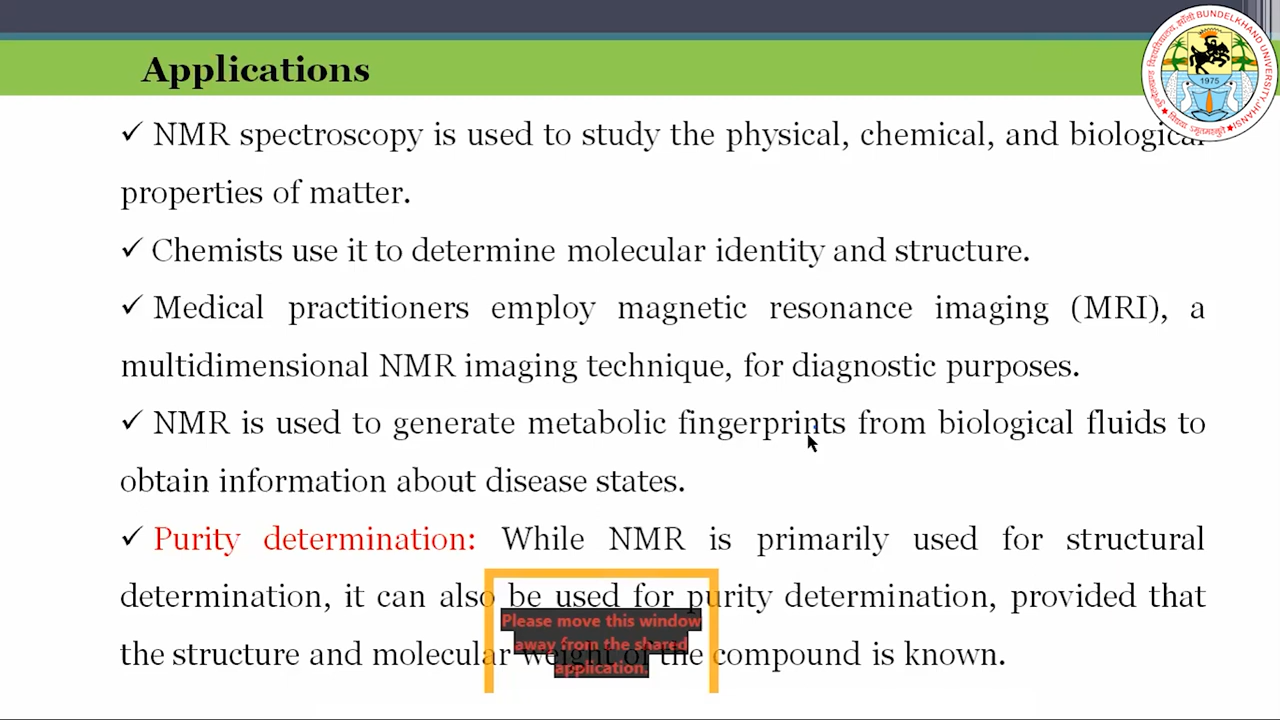 Applications
BUNDELKHAND UNIVERSITY, JHANSI
1975
✓ NMR spectroscopy is used to study the physical, chemical, and biological
properties of matter.
✓ Chemists use it to determine molecular identity and structure.
✓ Medical practitioners employ magnetic resonance imaging (MRI), a
multidimensional NMR imaging technique, for diagnostic purposes.
✓ NMR is used to generate metabolic fingerprints from biological fluids to
obtain information about disease states.
✓ Purity determination: While NMR is primarily used for structural
determination, it can also be used for purity determination, provided that
the structure and molecular weight of the compound is known.
Please move this window
away from the shared
application.